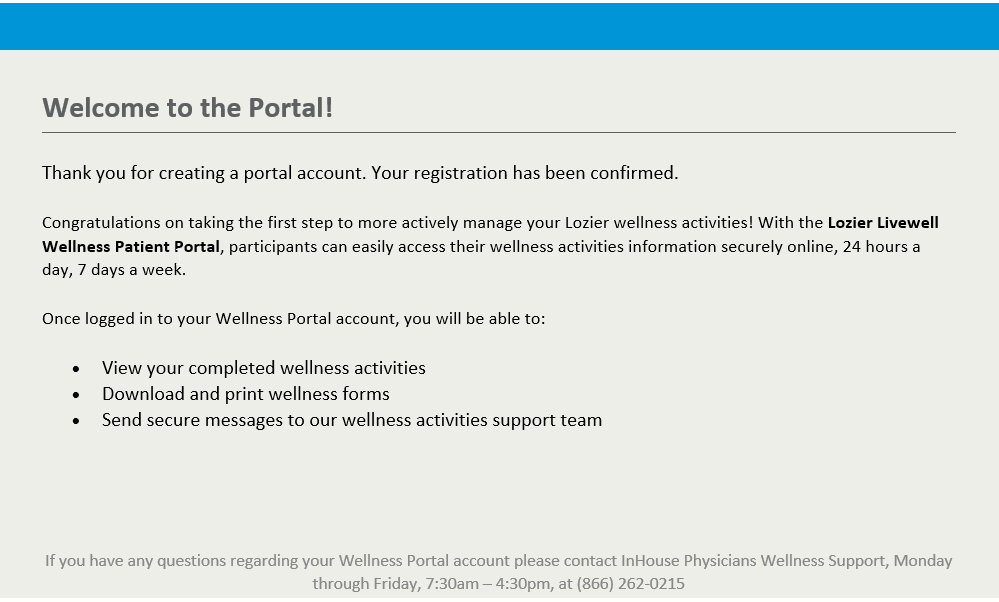 Welcome to the Portal!
Thank you for creating a portal account. Your registration has been confirmed.
Congratulations on taking the first step to more actively manage your Lozier wellness activities! With the Lozier Livewell
Wellness Patient Portal, participants can easily access their wellness activities information securely online, 24 hours a
day, 7 days a week.
Once logged in to your Wellness Portal account, you will be able to:
• View your completed wellness activities
• Download and print wellness forms
• Send secure messages to our wellness activities support team
If you have any questions regarding your Wellness Portal account please contact InHouse Physicians Wellness Support, Monday
through Friday, 7:30am – 4:30pm, at (866) 262-0215